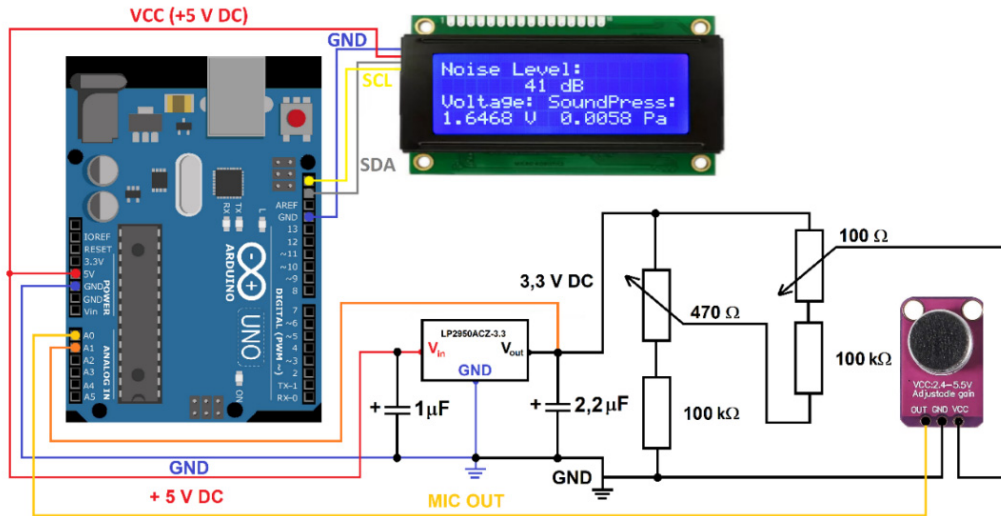 VCC (+5 V DC)
GND
SCL
SDA
Noise Level:
41 dB
Voltage: SoundPress:
1.6468 V 0.0058 Pa
RX
TX
L
AREF
GND
13
12
~11
~10
~9
8
7
~6
~5
4
~3
2
TX-1
RX-0
DIGITAL (PWM ~)
IOREF
RESET
3.3V
5V
GND
GND
Vin
POWER
A0
A1
A2
A3
A4
A5
ANALOG IN
ARDUINO
UNO
ON
3,3 V DC
100 Ω
470 Ω
LP2950ACZ-3.3
Vin
Vout
GND
+ 1μF
+ 2,2μF
100 kΩ
100 kΩ
VCC:2.4–5.5V
Adjustadle gain
OUT GND VCC
GND
GND
+ 5 V DC
MIC OUT